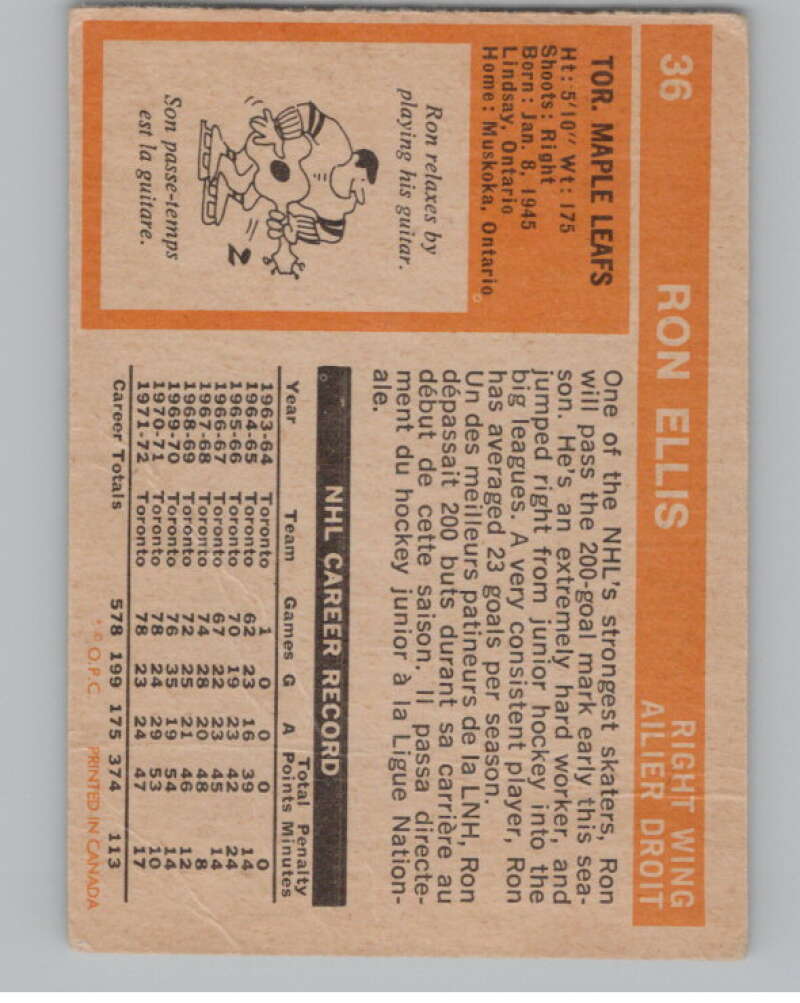 36 RON ELLIS RIGHT WING
AILIER DROIT
TOR. MAPLE LEAFS
Ht: 5'10" Wt: 175
Shoots: Right
Born: Jan. 8, 1945
Lindsay, Ontario
Home: Muskoka, Ontario
Ron relaxes by
playing his guitar.
2
Son passe-temps
est la guitare.
One of the NHL's strongest skaters, Ron
will pass the 200-goal mark early this sea-
son. He's an extremely hard worker, and
jumped right from junior hockey into the
big leagues. A very consistent player, Ron
has averaged 23 goals per season.
Un des meilleurs patineurs de la LNH, Ron
dépassait 200 buts durant sa carrière au
début de cette saison. Il passa directe-
ment du hockey junior à la Ligue Nation-
ale.
NHL CAREER RECORD
Total Penalty
Year Team Games G A Points Minutes
1963-64 Toronto 1 0 0 0 0
1964-65 Toronto 62 23 16 39 14
1965-66 Toronto 70 19 23 42 24
1966-67 Toronto 67 22 23 45 14
1967-68 Toronto 74 28 20 48 8
1968-69 Toronto 72 25 21 46 12
1969-70 Toronto 76 35 19 54 14
1970-71 Toronto 78 24 29 53 10
1971-72 Toronto 78 23 24 47 17
Career Totals 578 199 175 374 113
* © O.P.C. PRINTED IN CANADA